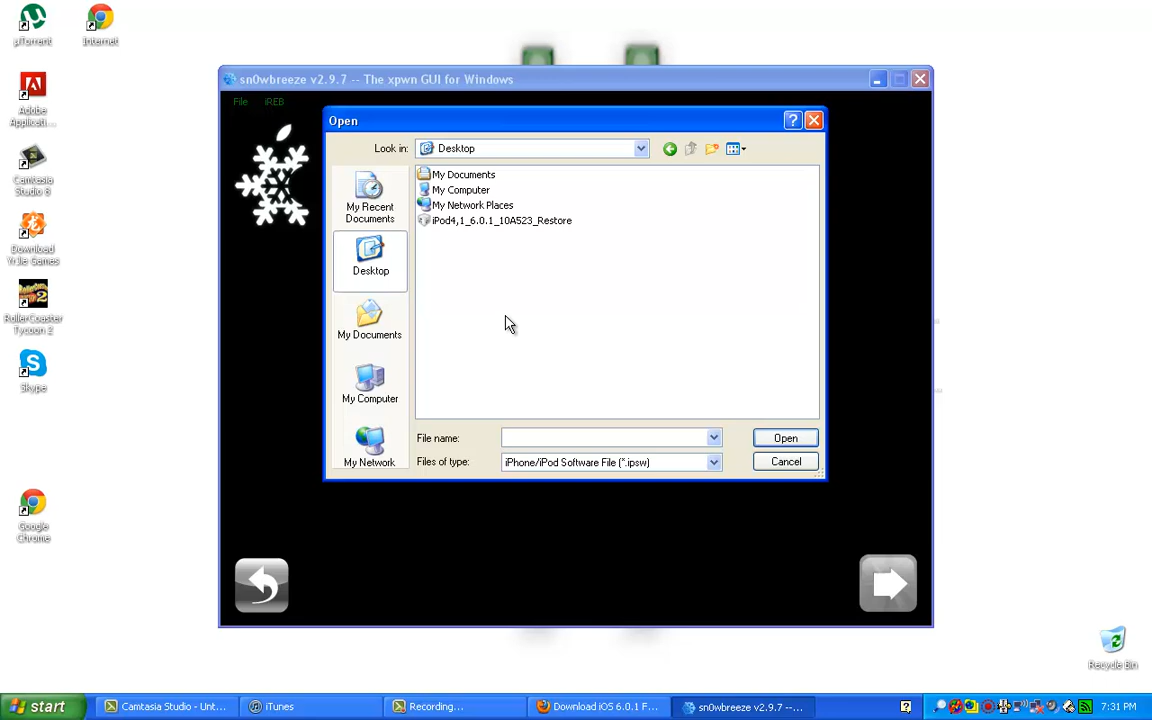 µTorrent
Internet
Adobe
Applicati...
Camtasia
Studio 8
Download
VrJie Games
RollerCoaster
Tycoon 2
Skype
Google
Chrome
sn0wbreeze v2.9.7 -- The xpwn GUI for Windows
File iREB
Open
Look in: Desktop
My Recent
Documents
Desktop
My Documents
My Computer
My Network
My Documents
My Computer
My Network Places
iPod4,1_6.0.1_10A523_Restore
File name:
Open
Files of type: iPhone/iPod Software File (*.ipsw)
Cancel
Recycle Bin
start
Camtasia Studio - Unt...
iTunes
Recording...
Download iOS 6.0.1 F...
sn0wbreeze v2.9.7 --...
7:31 PM